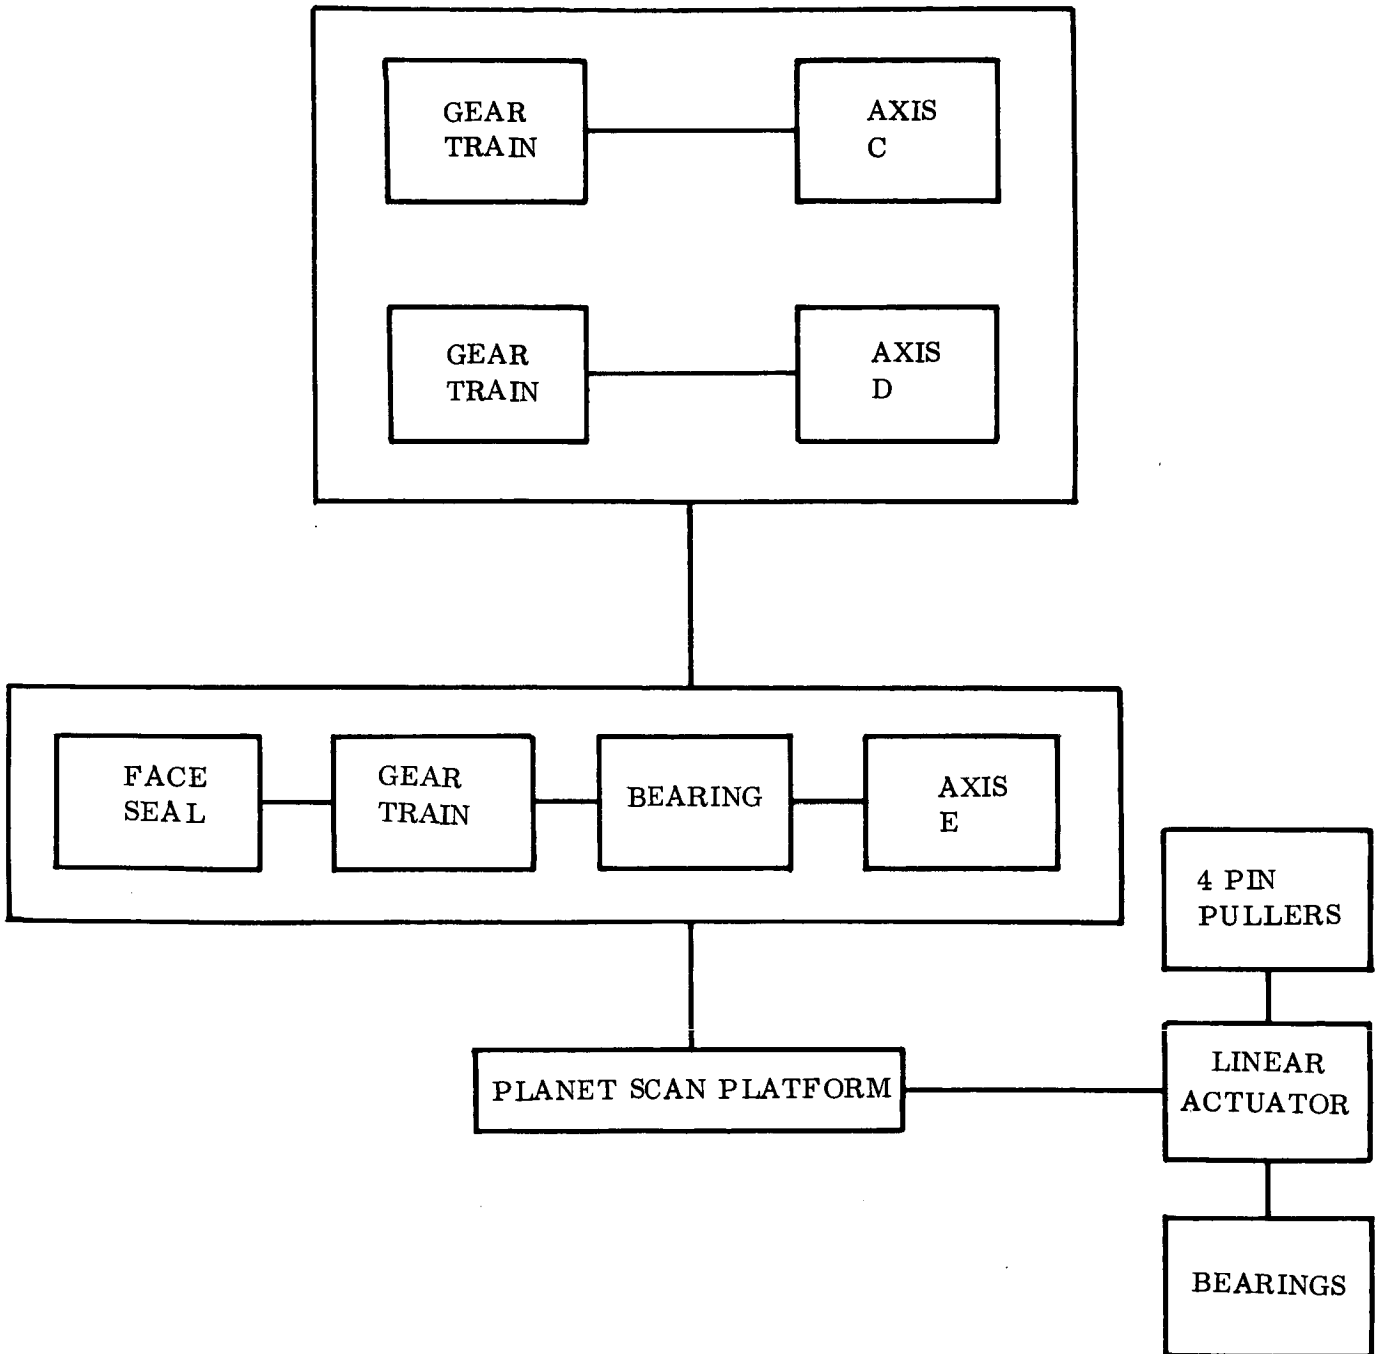 GEAR
TRAIN
AXIS
C
GEAR
TRAIN
AXIS
D
FACE
SEAL
GEAR
TRAIN
BEARING
AXIS
E
4 PIN
PULLERS
PLANET SCAN PLATFORM
LINEAR
ACTUATOR
BEARINGS